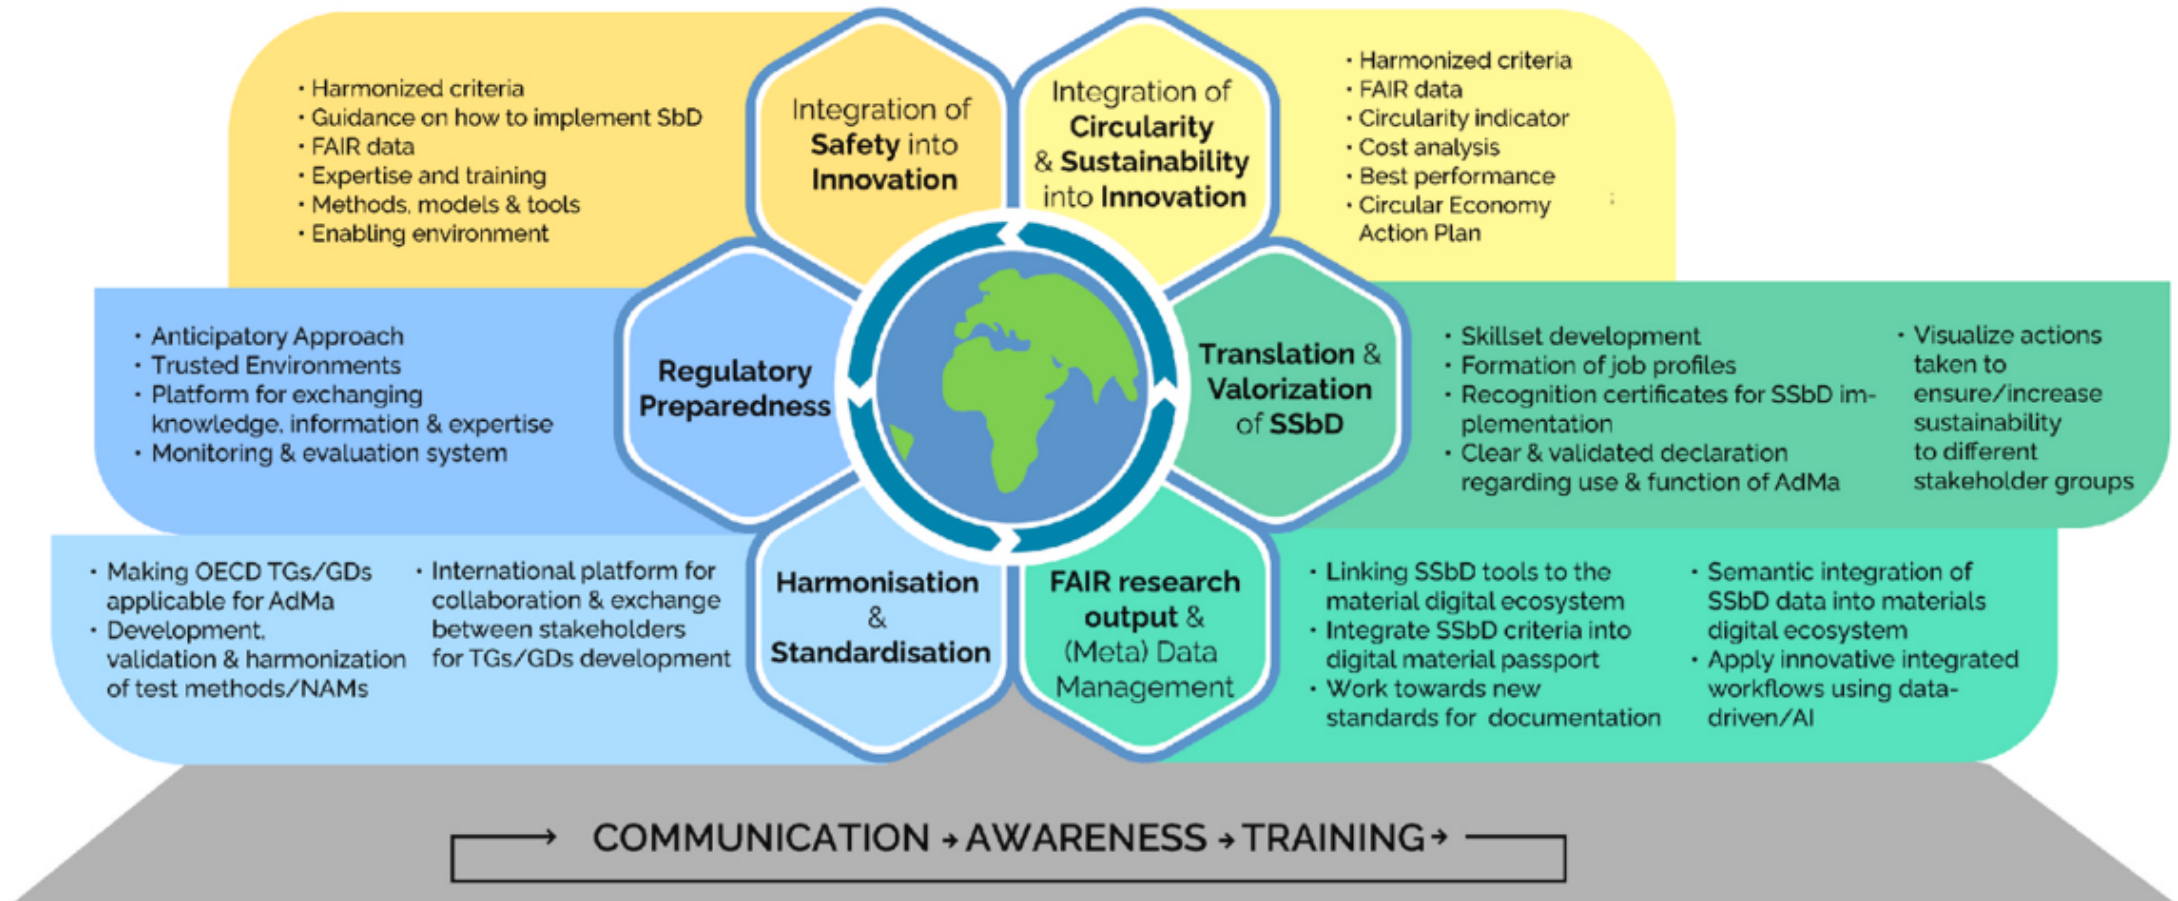 • Harmonized criteria
• Guidance on how to implement SbD
• FAIR data
• Expertise and training
• Methods, models & tools
• Enabling environment
Integration of
Safety into
Innovation
Integration of
Circularity
& Sustainability
into Innovation
• Harmonized criteria
• FAIR data
• Circularity indicator
• Cost analysis
• Best performance
• Circular Economy
Action Plan
;
• Anticipatory Approach
• Trusted Environments
• Platform for exchanging
knowledge, information & expertise
• Monitoring & evaluation system
Regulatory
Preparedness
Translation &
Valorization
of SSbD
• Skillset development
• Formation of job profiles
• Recognition certificates for SSbD im-
plementation
• Clear & validated declaration
regarding use & function of AdMa
• Visualize actions
taken to
ensure/increase
sustainability
to different
stakeholder groups
• Making OECD TGs/GDs
applicable for AdMa
• Development,
validation & harmonization
of test methods/NAMs
• International platform for
collaboration & exchange
between stakeholders
for TGs/GDs development
Harmonisation
&
Standardisation
FAIR research
output &
(Meta) Data
Management
• Linking SSbD tools to the
material digital ecosystem
• Integrate SSbD criteria into
digital material passport
• Work towards new
standards for documentation
• Semantic integration of
SSbD data into materials
digital ecosystem
• Apply innovative integrated
workflows using data-
driven/AI
COMMUNICATION → AWARENESS → TRAINING →